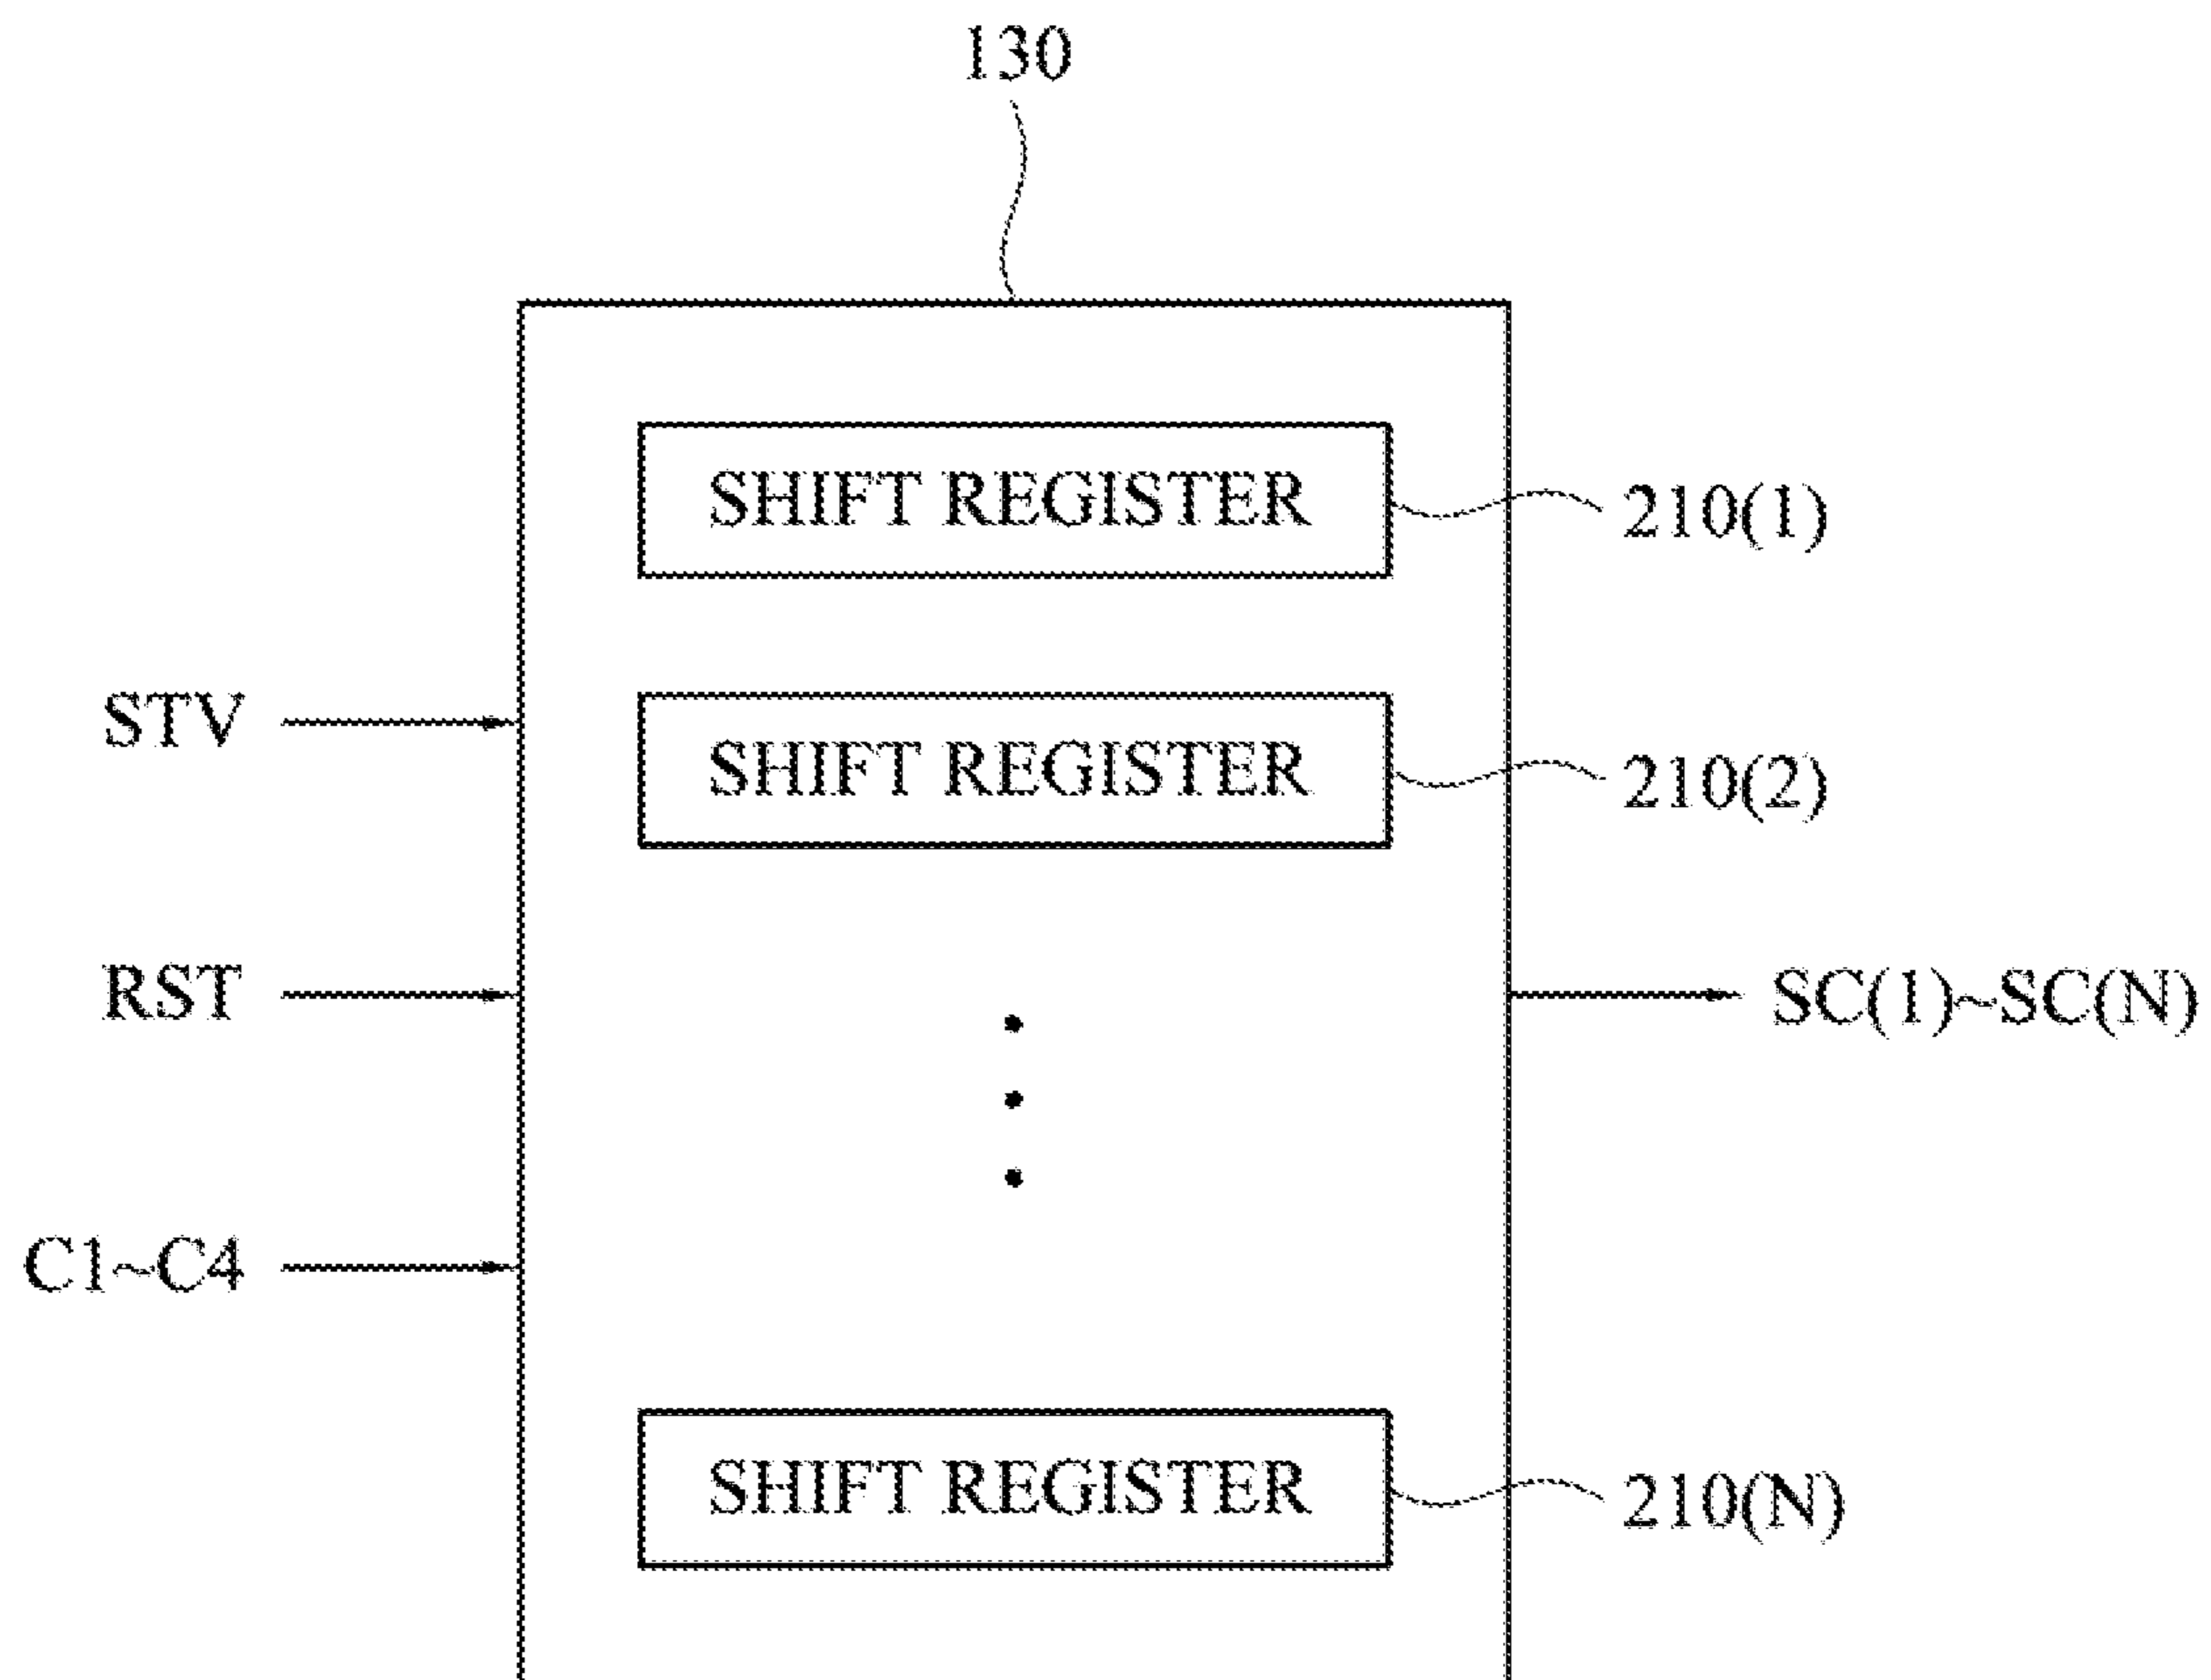 130
SHIFT REGISTER
210(1)
STV
SHIFT REGISTER
210(2)
RST
SC(1)~SC(N)
C1~C4
SHIFT REGISTER
210(N)